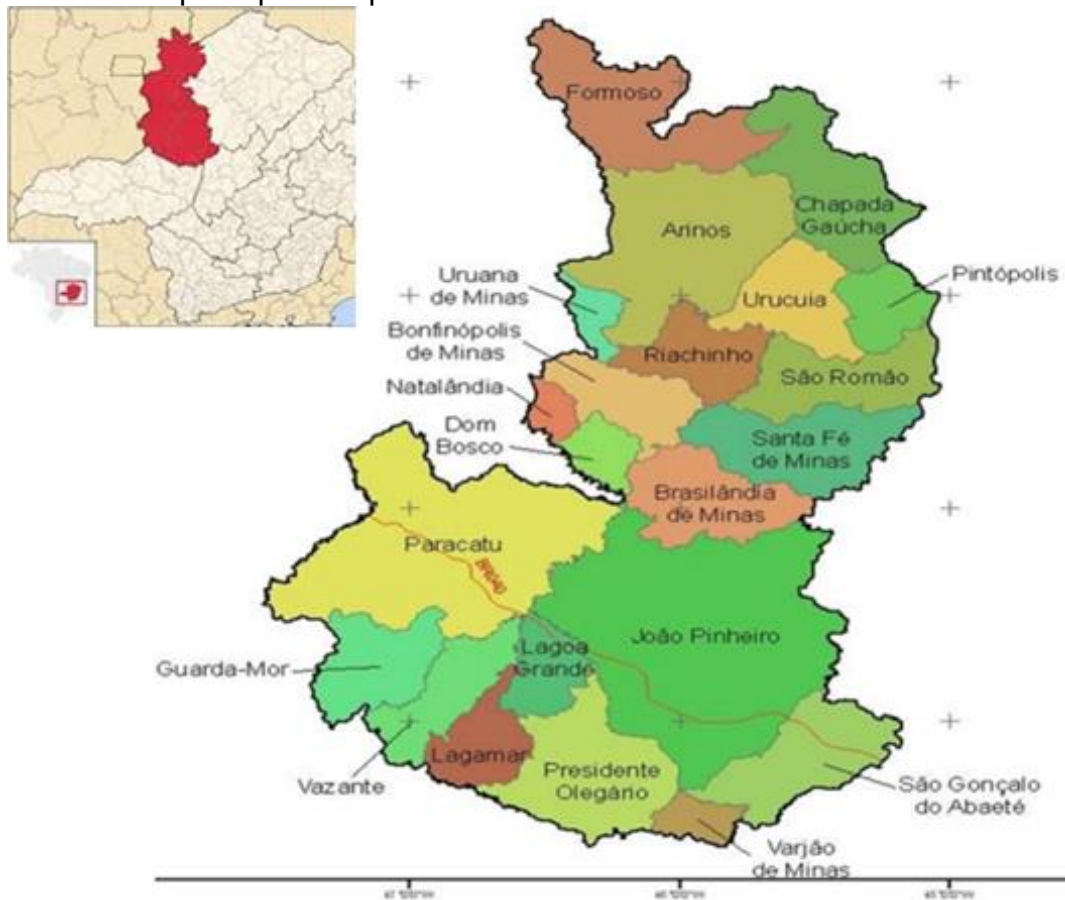 Formoso
Chapada
Gaúcha
Arinos
Uruana
de Minas
Pintópolis
Urucuia
Bonfinópolis
de Minas
Riachinho
São Romão
Natalândia
Dom
Bosco
Santa Fé
de Minas
Brasilândia
de Minas
Paracatu
BR040
João Pinheiro
Lagoa
Grande
Guarda-Mor
Lagamar
Vazante
Presidente
Olegário
São Gonçalo
do Abaeté
Varjão
de Minas